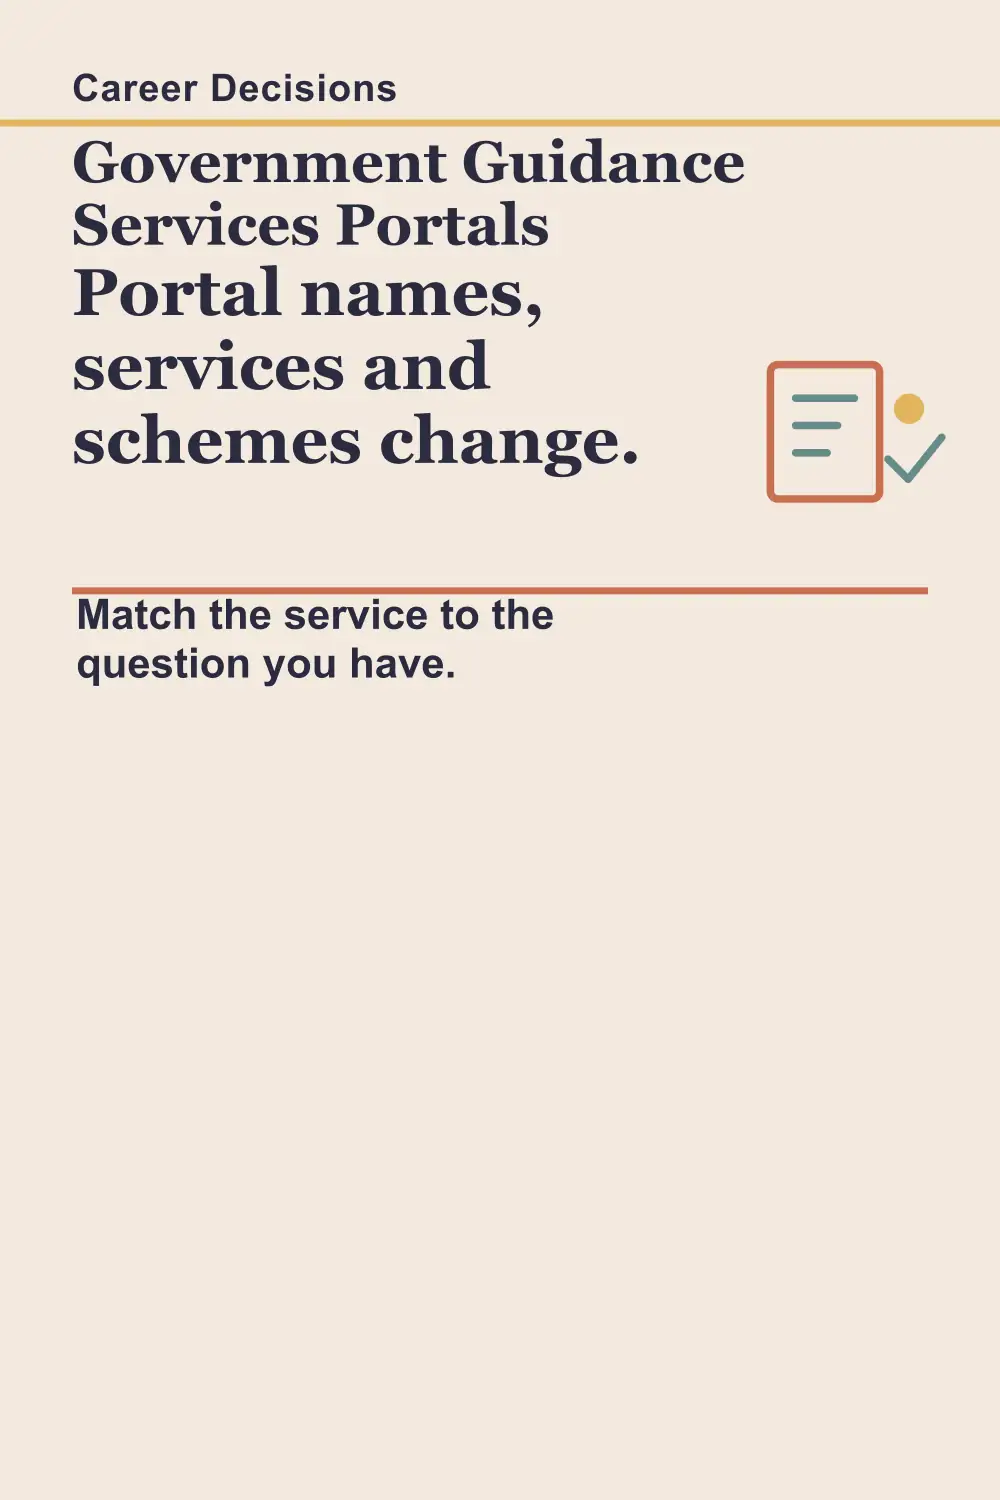 Career Decisions
Government Guidance
Services Portals
Portal names,
services and
schemes change.
Match the service to the
question you have.